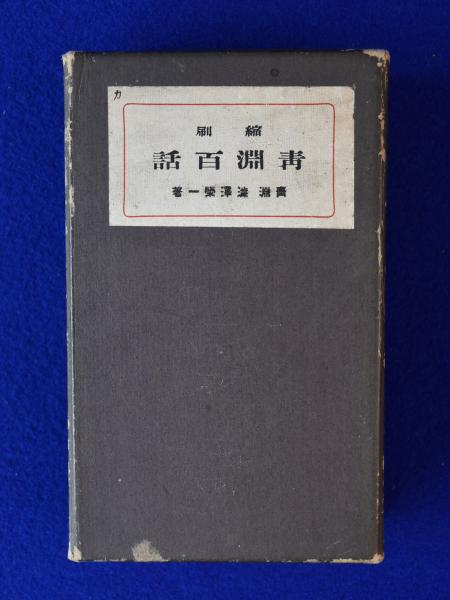 カ
縮刷
青淵百話
青淵 澁澤榮一著